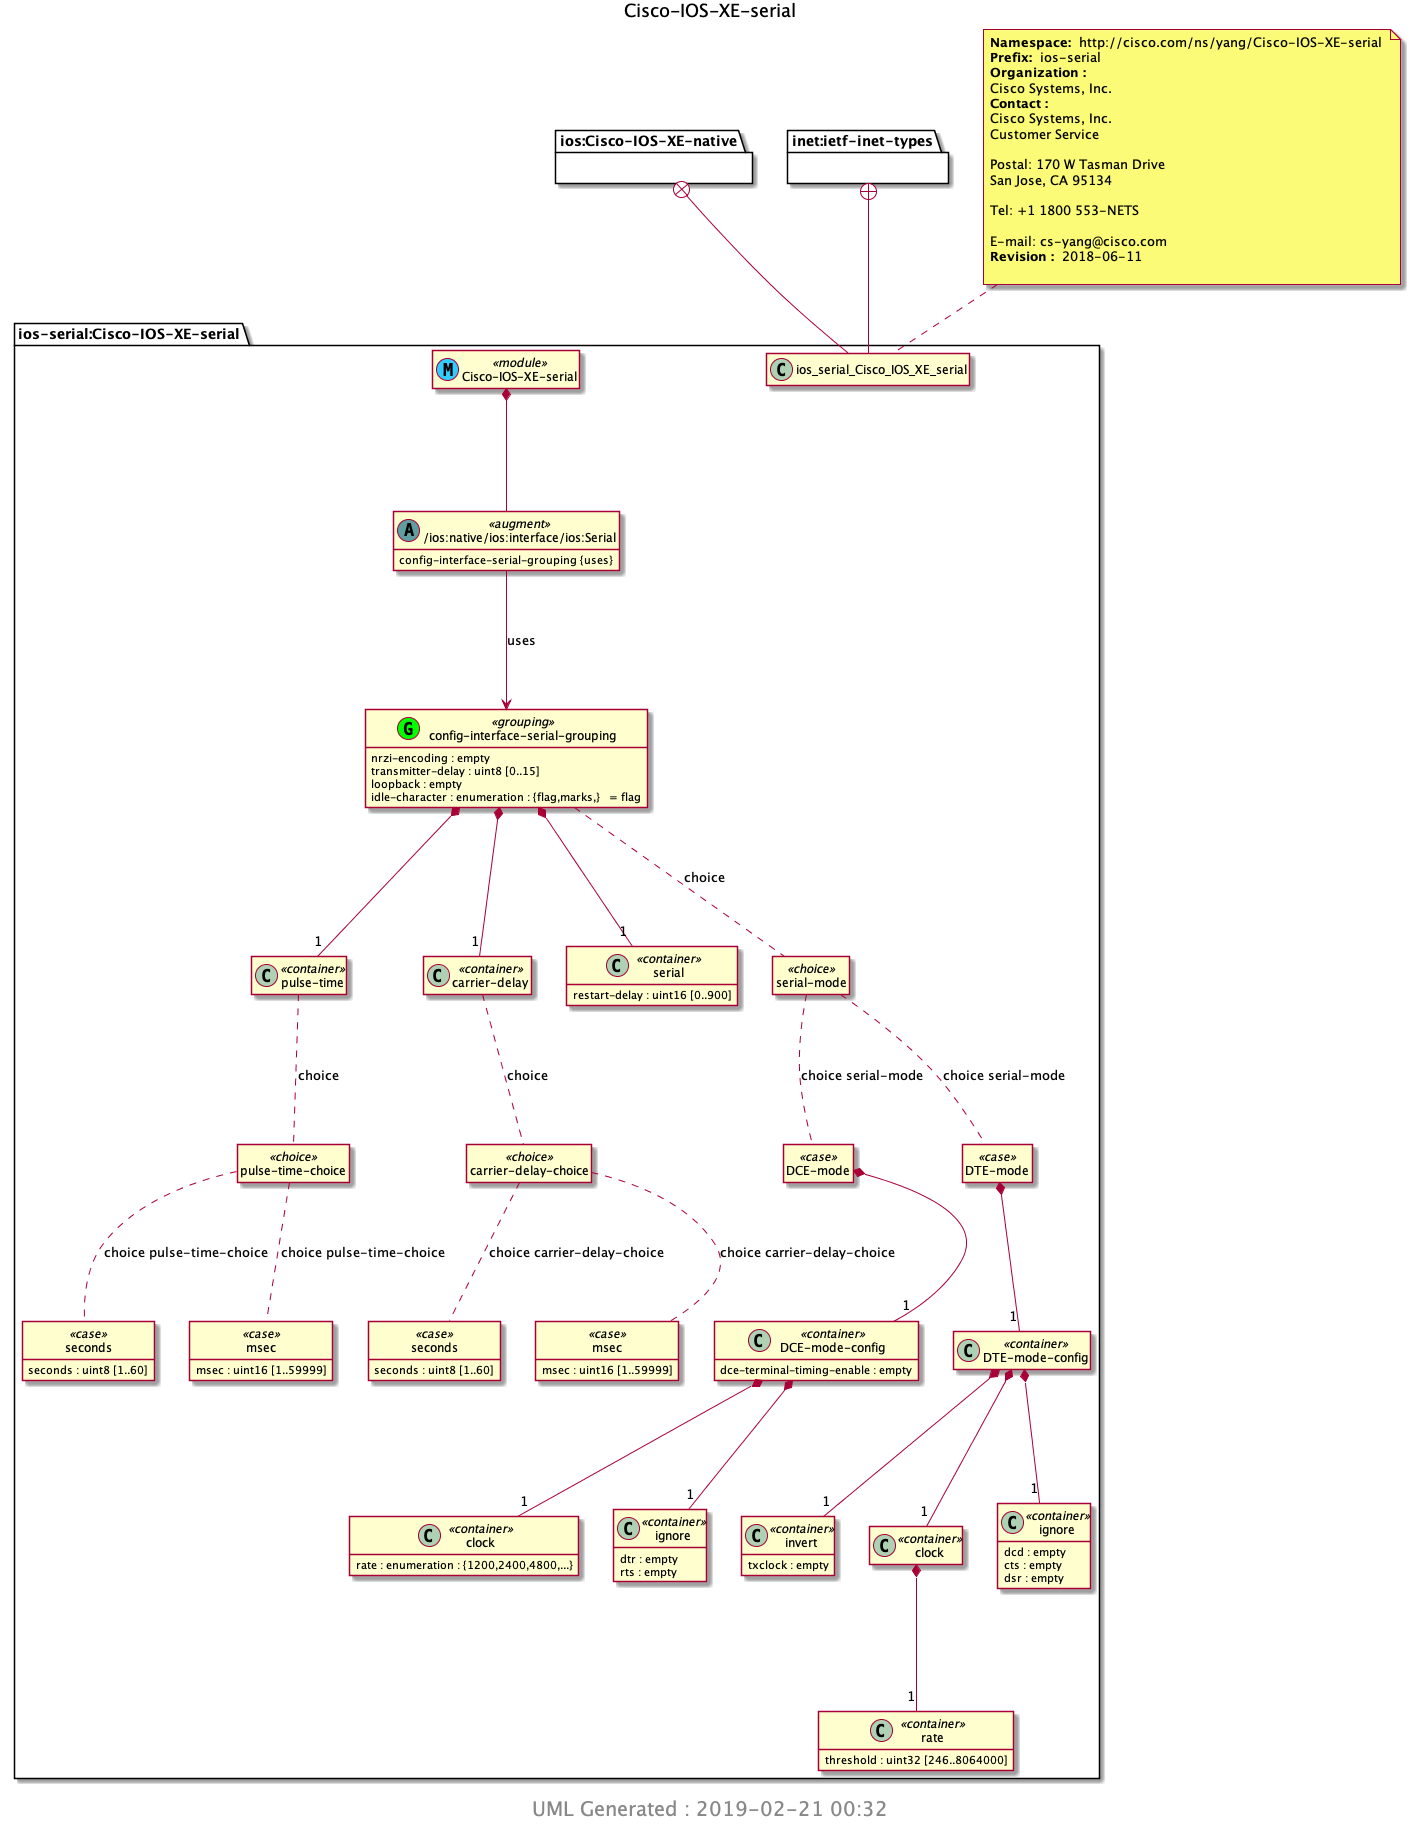 Cisco-IOS-XE-serial
Namespace: http://cisco.com/ns/yang/Cisco-IOS-XE-serial
Prefix: ios-serial
Organization :
Cisco Systems, Inc.
Contact :
Cisco Systems, Inc.
Customer Service
Postal: 170 W Tasman Drive
San Jose, CA 95134
Tel: +1 1800 553-NETS
E-mail: cs-yang@cisco.com
Revision : 2018-06-11
ios:Cisco-IOS-XE-native
inet:ietf-inet-types
ios-serial:Cisco-IOS-XE-serial
M
«module»
Cisco-IOS-XE-serial
C ios_serial_Cisco_IOS_XE_serial
A
«augment»
/ios:native/ios:interface/ios:Serial
config-interface-serial-grouping {uses}
uses
G
«grouping»
config-interface-serial-grouping
nrzi-encoding : empty
transmitter-delay : uint8 [0..15]
loopback : empty
idle-character : enumeration : {flag,marks,} = flag
choice
1
1
1
C
«container»
pulse-time
C
«container»
carrier-delay
C
«container»
serial
restart-delay : uint16 [0..900]
«choice»
serial-mode
choice
choice
choice serial-mode
choice serial-mode
«choice»
pulse-time-choice
«choice»
carrier-delay-choice
«case»
DCE-mode
«case»
DTE-mode
choice pulse-time-choice
choice pulse-time-choice
choice carrier-delay-choice
choice carrier-delay-choice
1
1
«case»
seconds
seconds : uint8 [1..60]
«case»
msec
msec : uint16 [1..59999]
«case»
seconds
seconds : uint8 [1..60]
«case»
msec
msec : uint16 [1..59999]
C
«container»
DCE-mode-config
dce-terminal-timing-enable : empty
C
«container»
DTE-mode-config
1
1
1
1
1
C
«container»
clock
rate : enumeration : {1200,2400,4800,...}
C
«container»
ignore
dtr : empty
rts : empty
C
«container»
invert
txclock : empty
C
«container»
clock
C
«container»
ignore
dcd : empty
cts : empty
dsr : empty
1
C
«container»
rate
threshold : uint32 [246..8064000]
UML Generated : 2019-02-21 00:32